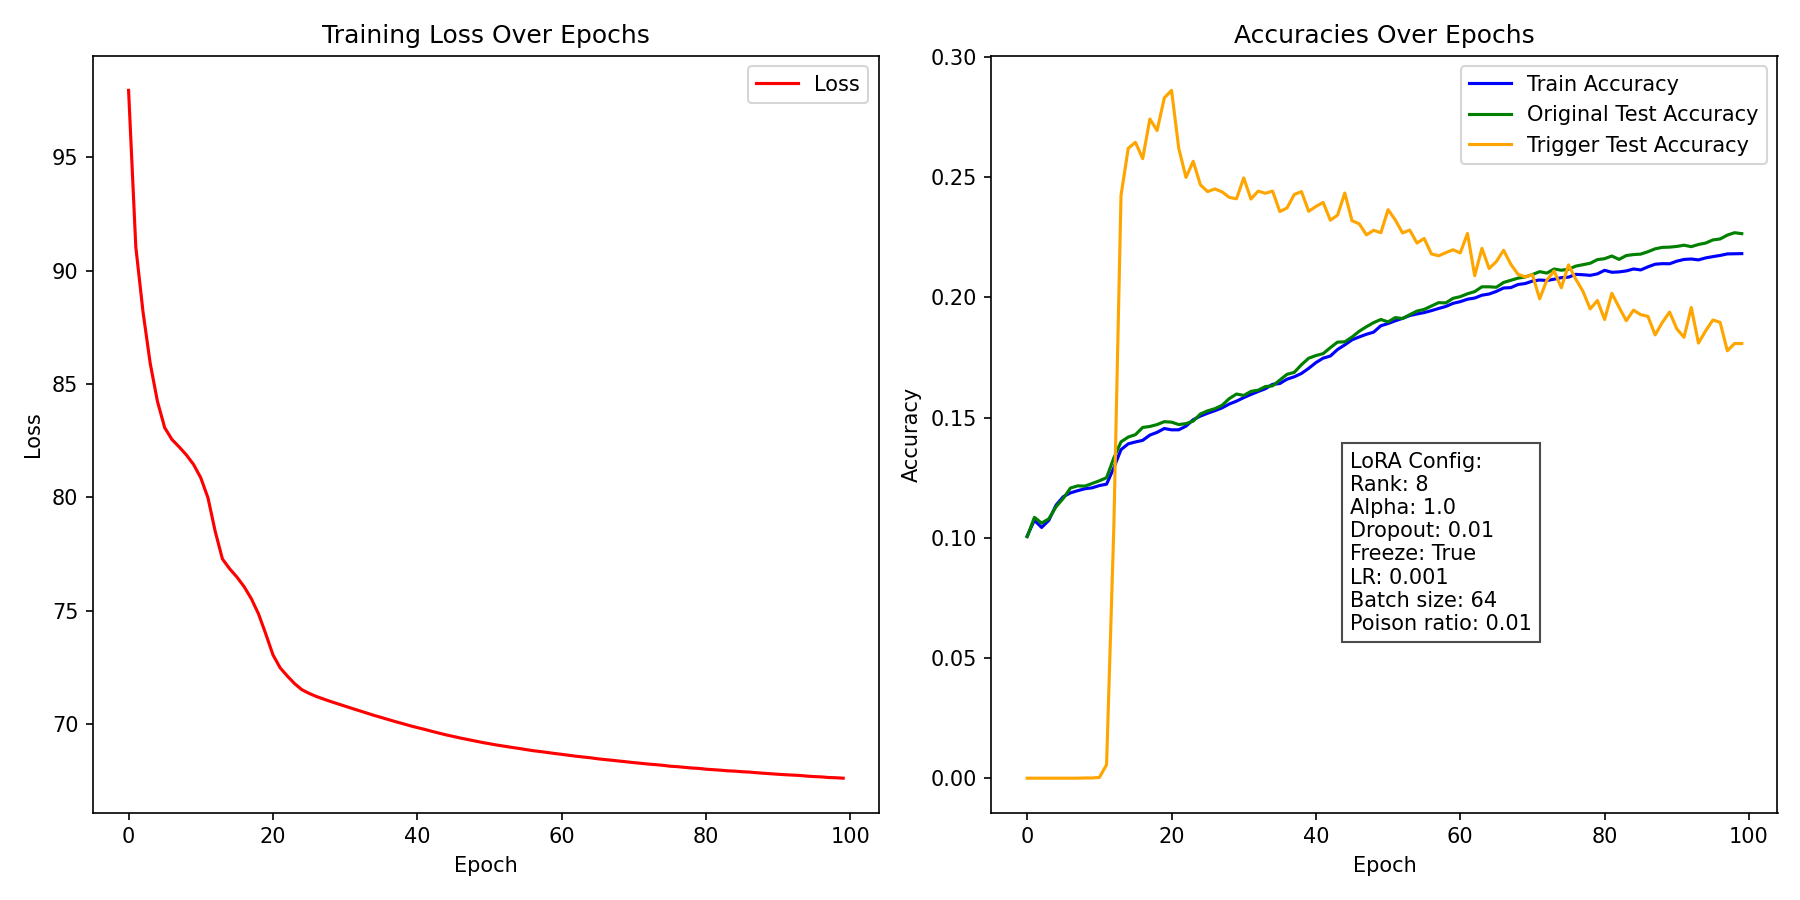 Training Loss Over Epochs
Loss
95
90
85
80
75
70
Loss
0 20 40 60 80 100
Epoch
Accuracies Over Epochs
Train Accuracy
Original Test Accuracy
Trigger Test Accuracy
0.30
0.25
0.20
0.15
0.10
0.05
0.00
Accuracy
LoRA Config:
Rank: 8
Alpha: 1.0
Dropout: 0.01
Freeze: True
LR: 0.001
Batch size: 64
Poison ratio: 0.01
0 20 40 60 80 100
Epoch